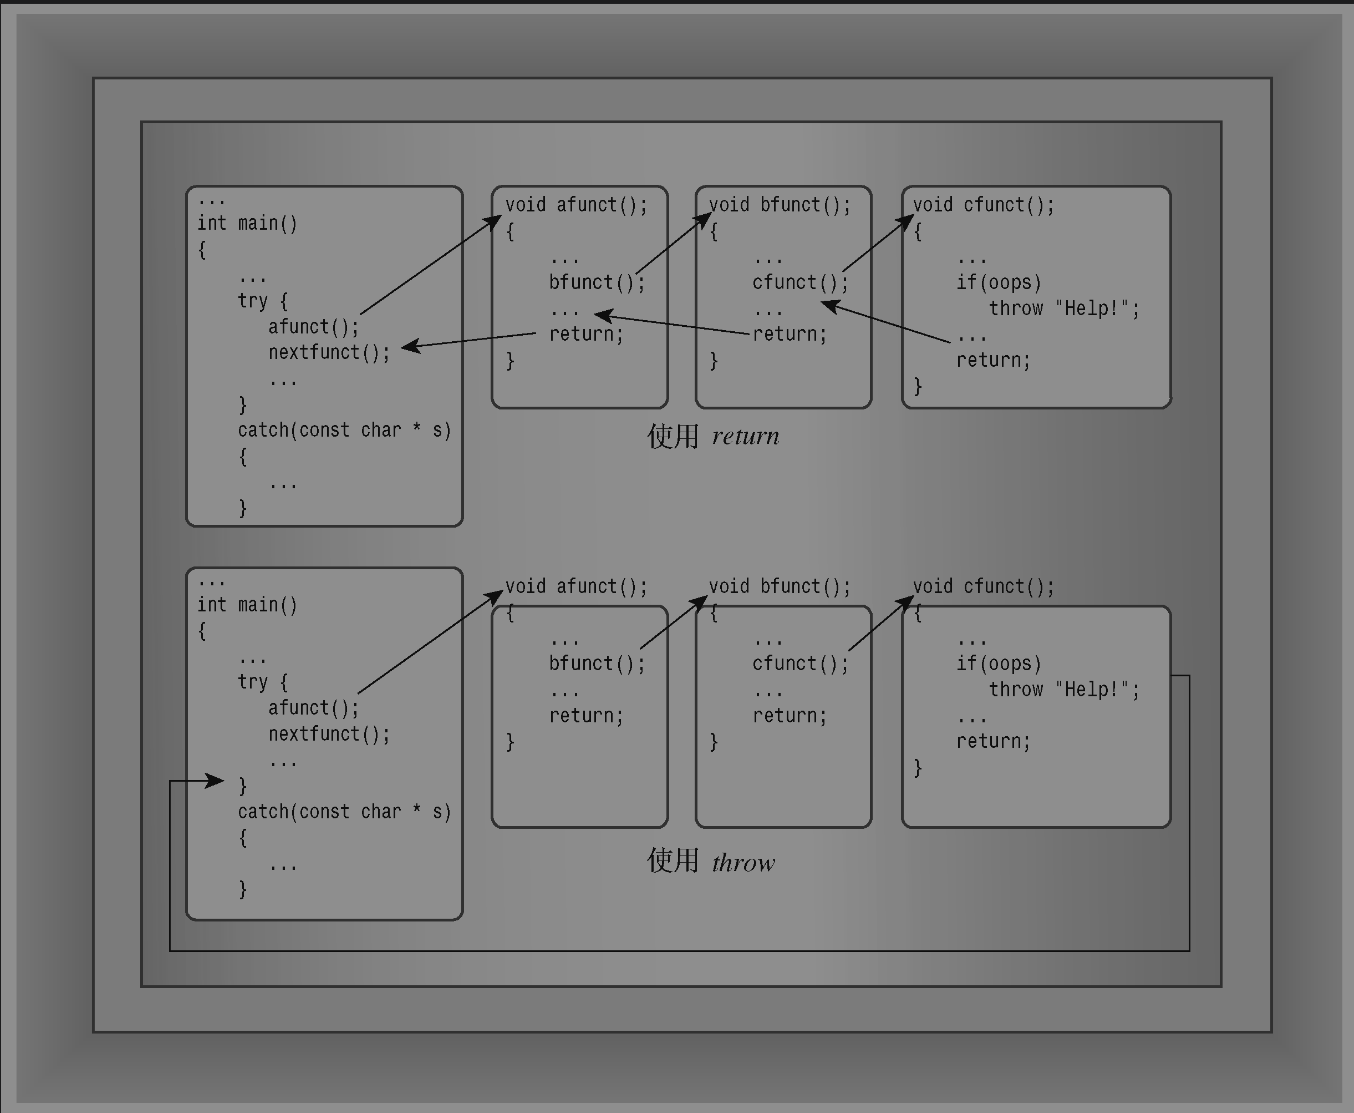 ...
int main()
{
...
try {
afunct();
nextfunct();
...
}
catch(const char * s)
{
...
}
void afunct();
{
...
bfunct();
...
return;
}
void bfunct();
{
...
cfunct();
...
return;
}
void cfunct();
{
...
if(oops)
throw "Help!";
...
return;
}
使用 return
...
int main()
{
...
try {
afunct();
nextfunct();
...
}
catch(const char * s)
{
...
}
void afunct();
{
...
bfunct();
...
return;
}
void bfunct();
{
...
cfunct();
...
return;
}
void cfunct();
{
...
if(oops)
throw "Help!";
...
return;
}
使用 throw